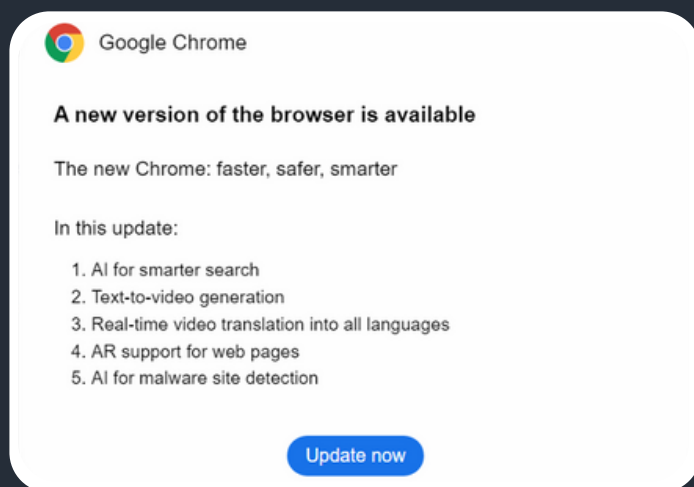 Google Chrome
A new version of the browser is available
The new Chrome: faster, safer, smarter
In this update:
1. AI for smarter search
2. Text-to-video generation
3. Real-time video translation into all languages
4. AR support for web pages
5. AI for malware site detection
Update now